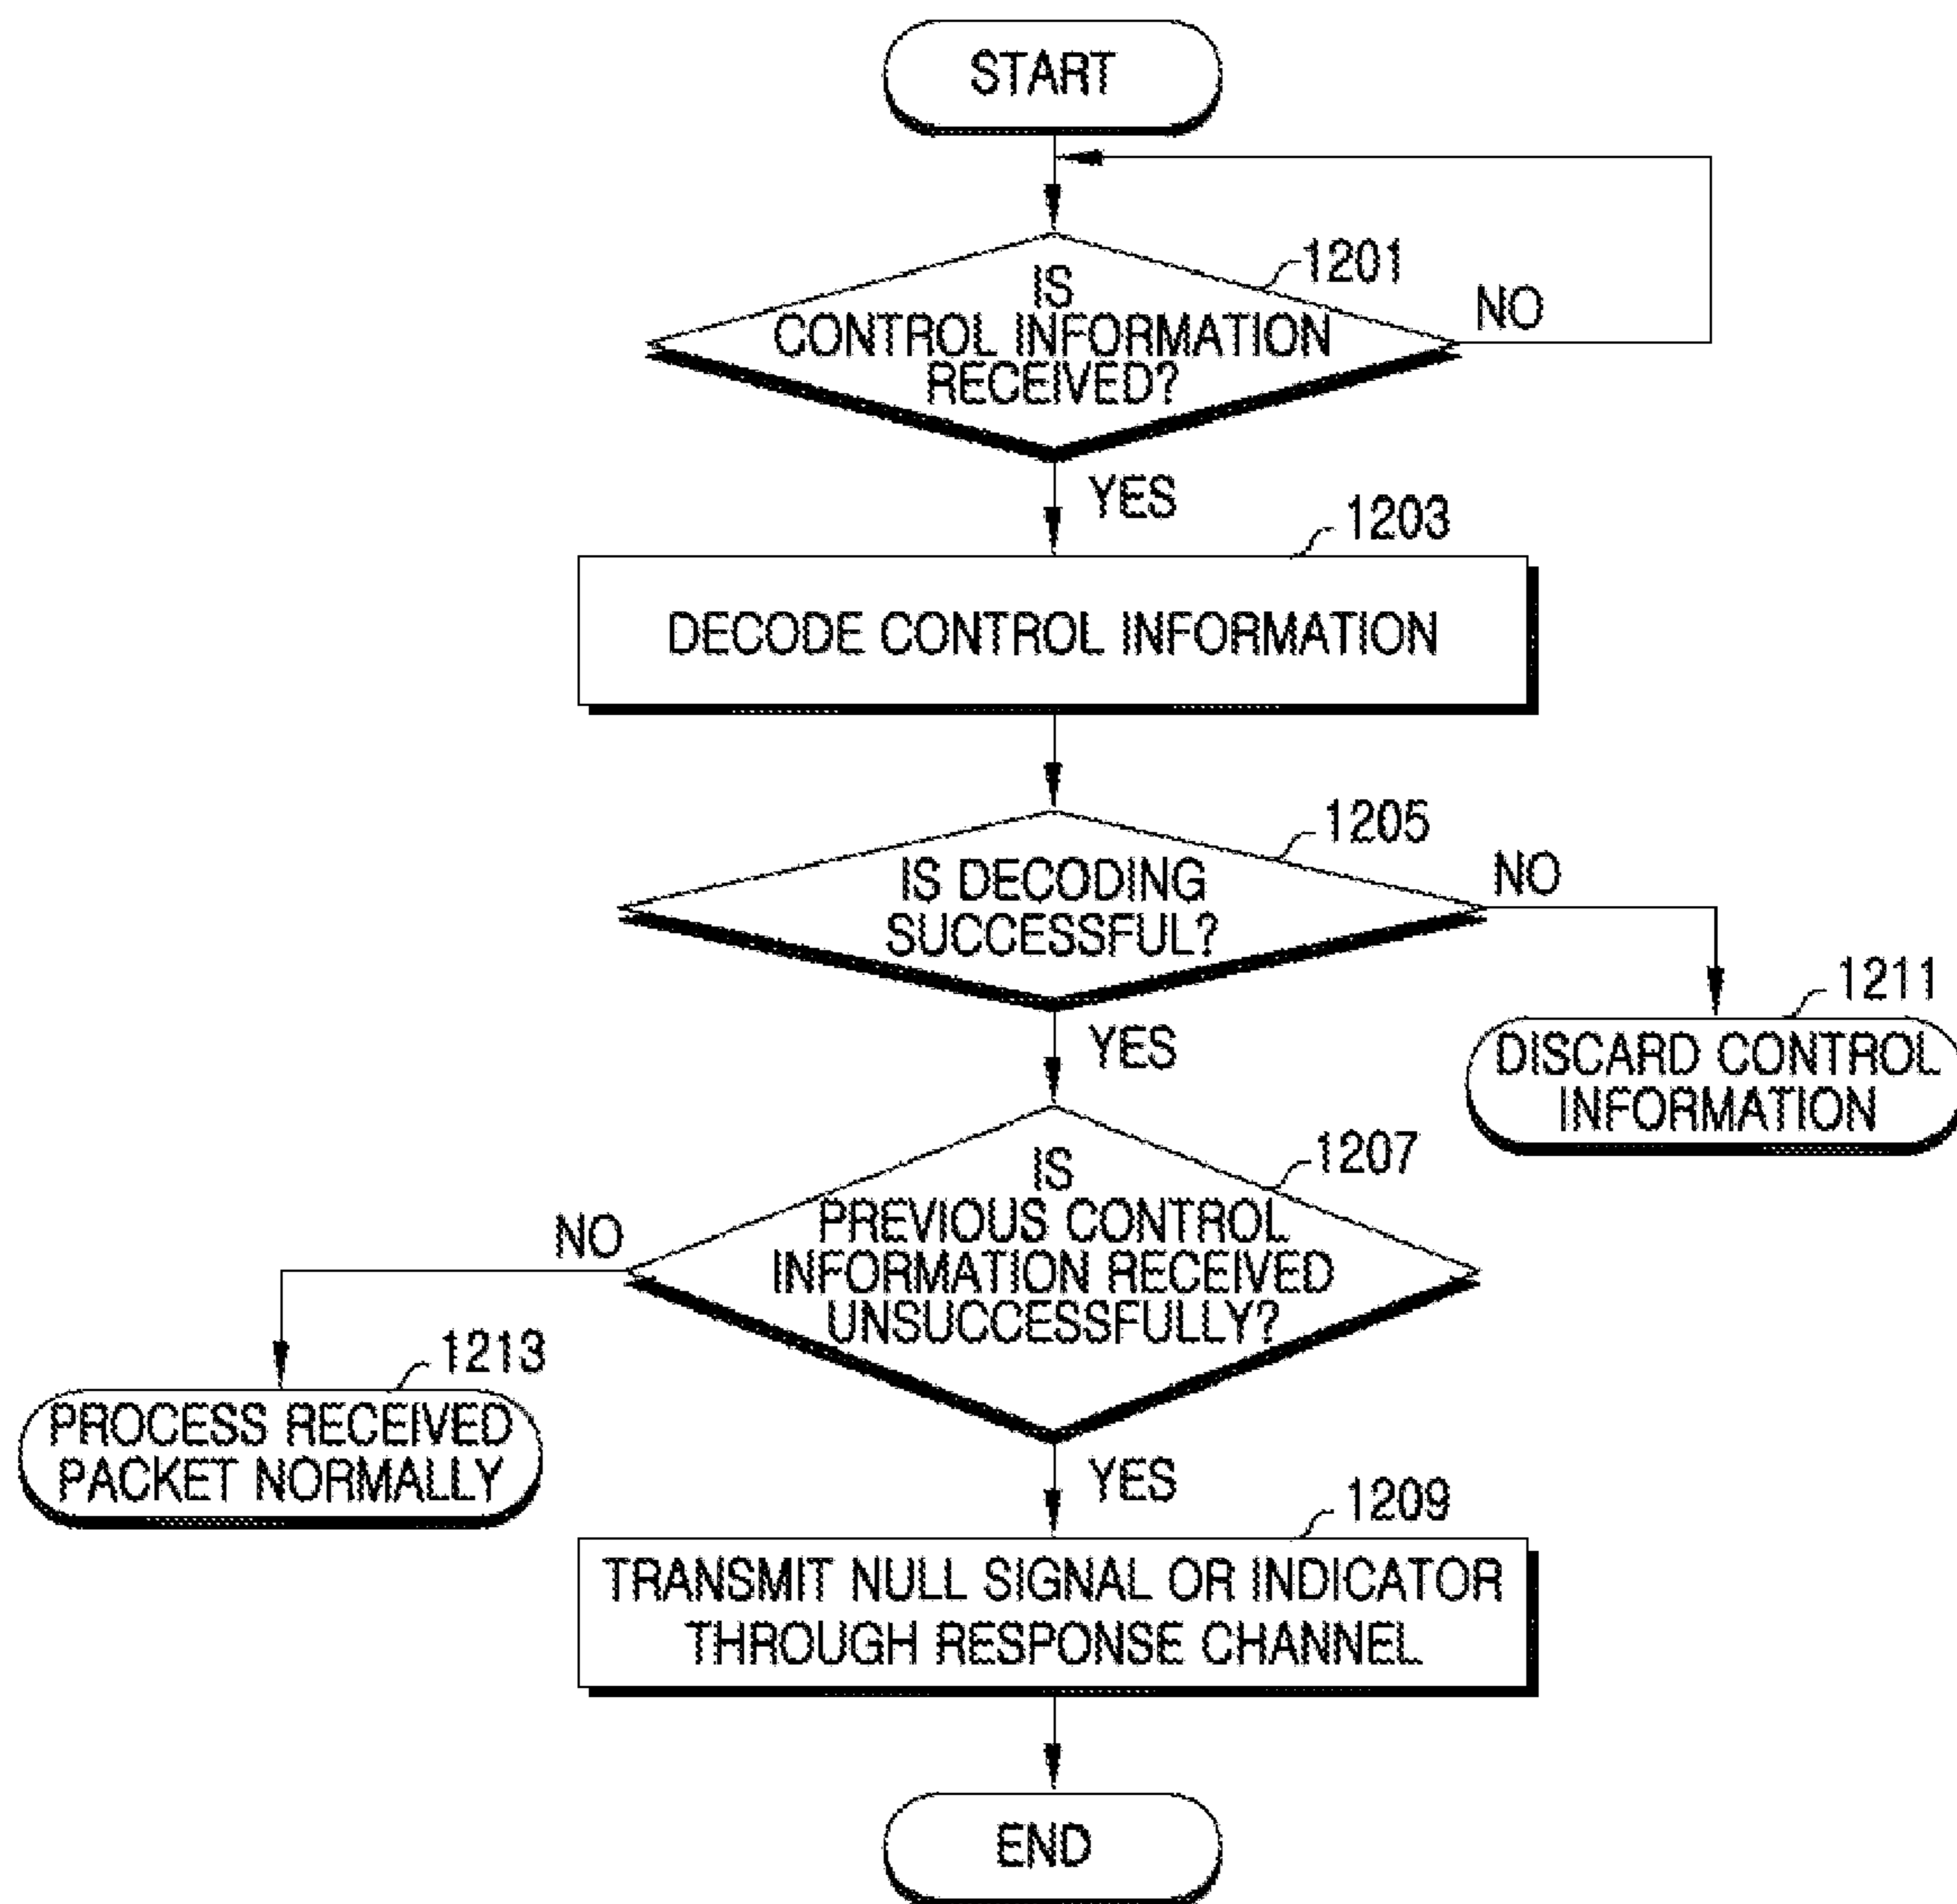 START
1201
IS
CONTROL INFORMATION
RECEIVED?
NO
YES
1203
DECODE CONTROL INFORMATION
1205
IS DECODING
SUCCESSFUL?
NO
YES
1211
DISCARD CONTROL
INFORMATION
1207
IS
PREVIOUS CONTROL
INFORMATION RECEIVED
UNSUCCESSFULLY?
NO
1213
PROCESS RECEIVED
PACKET NORMALLY
YES
1209
TRANSMIT NULL SIGNAL OR INDICATOR
THROUGH RESPONSE CHANNEL
END